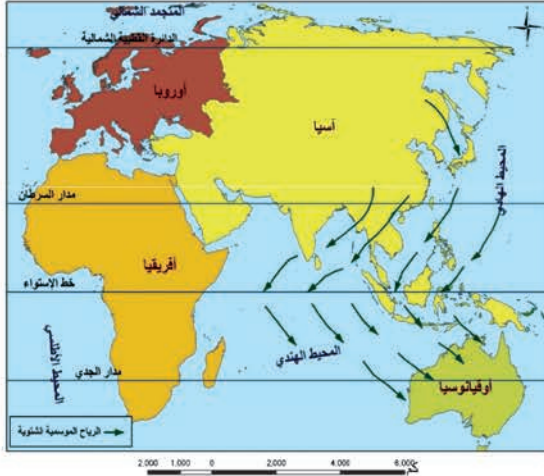 المتجمد الشمالي
الدائرة القطبية الشمالية
أوروبا
آسيا
المحيط الهادي
مدار السرطان
أفريقيا
خط الإستواء
المحيط الهندي
المحيط الأطلسي
مدار الجدي
أوقيانوسيا
الرياح الموسمية الشتوية
2,000 1,000 0 2,000 4,000 6,000 كم